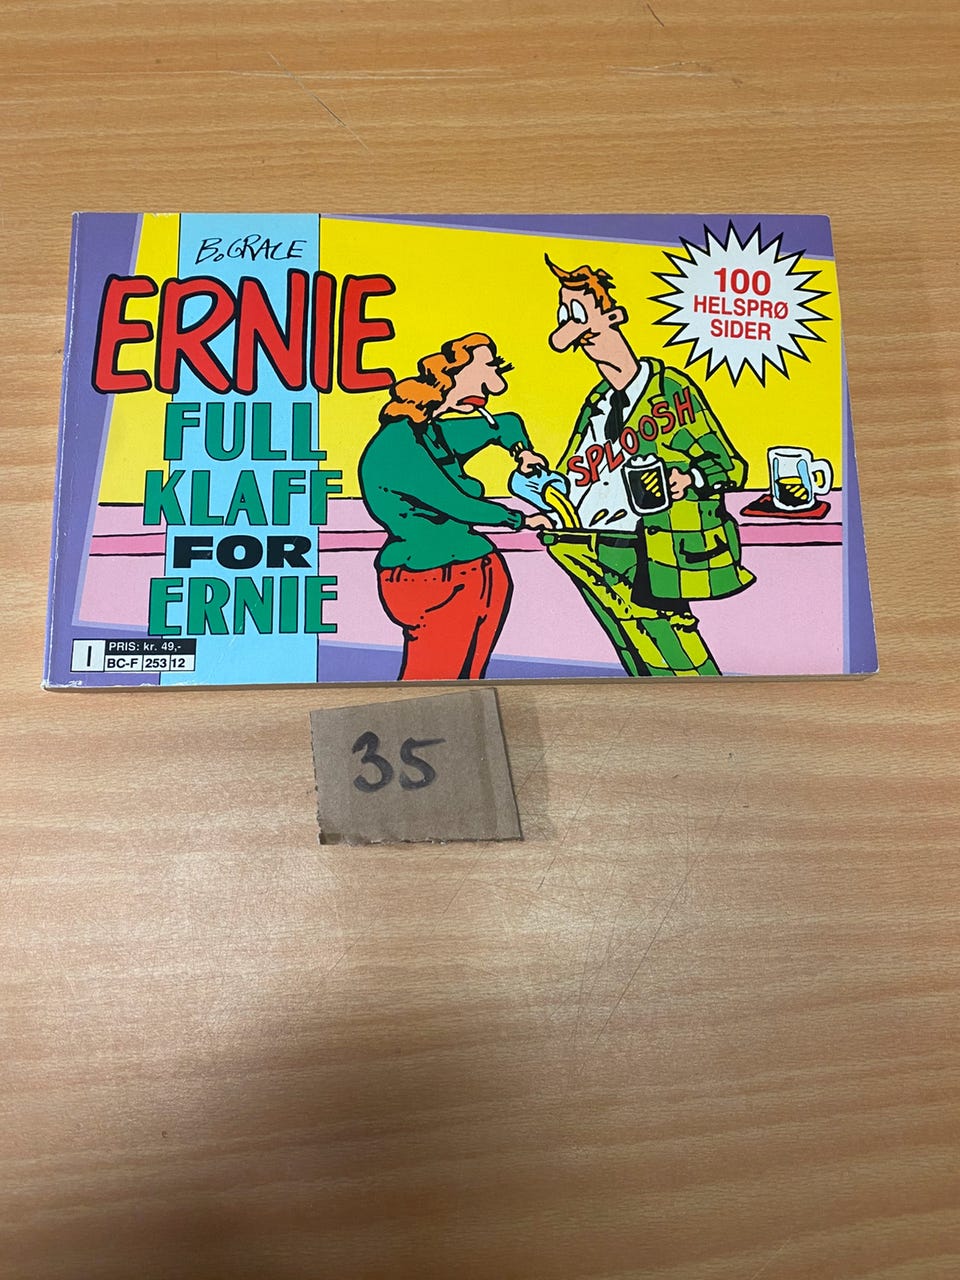 B. GRACE
ERNIE
FULL
KLAFF
FOR
ERNIE
100
HELSPRØ
SIDER
SPLOOSH
I
PRIS: kr. 49,-
BC-F 253 12
35